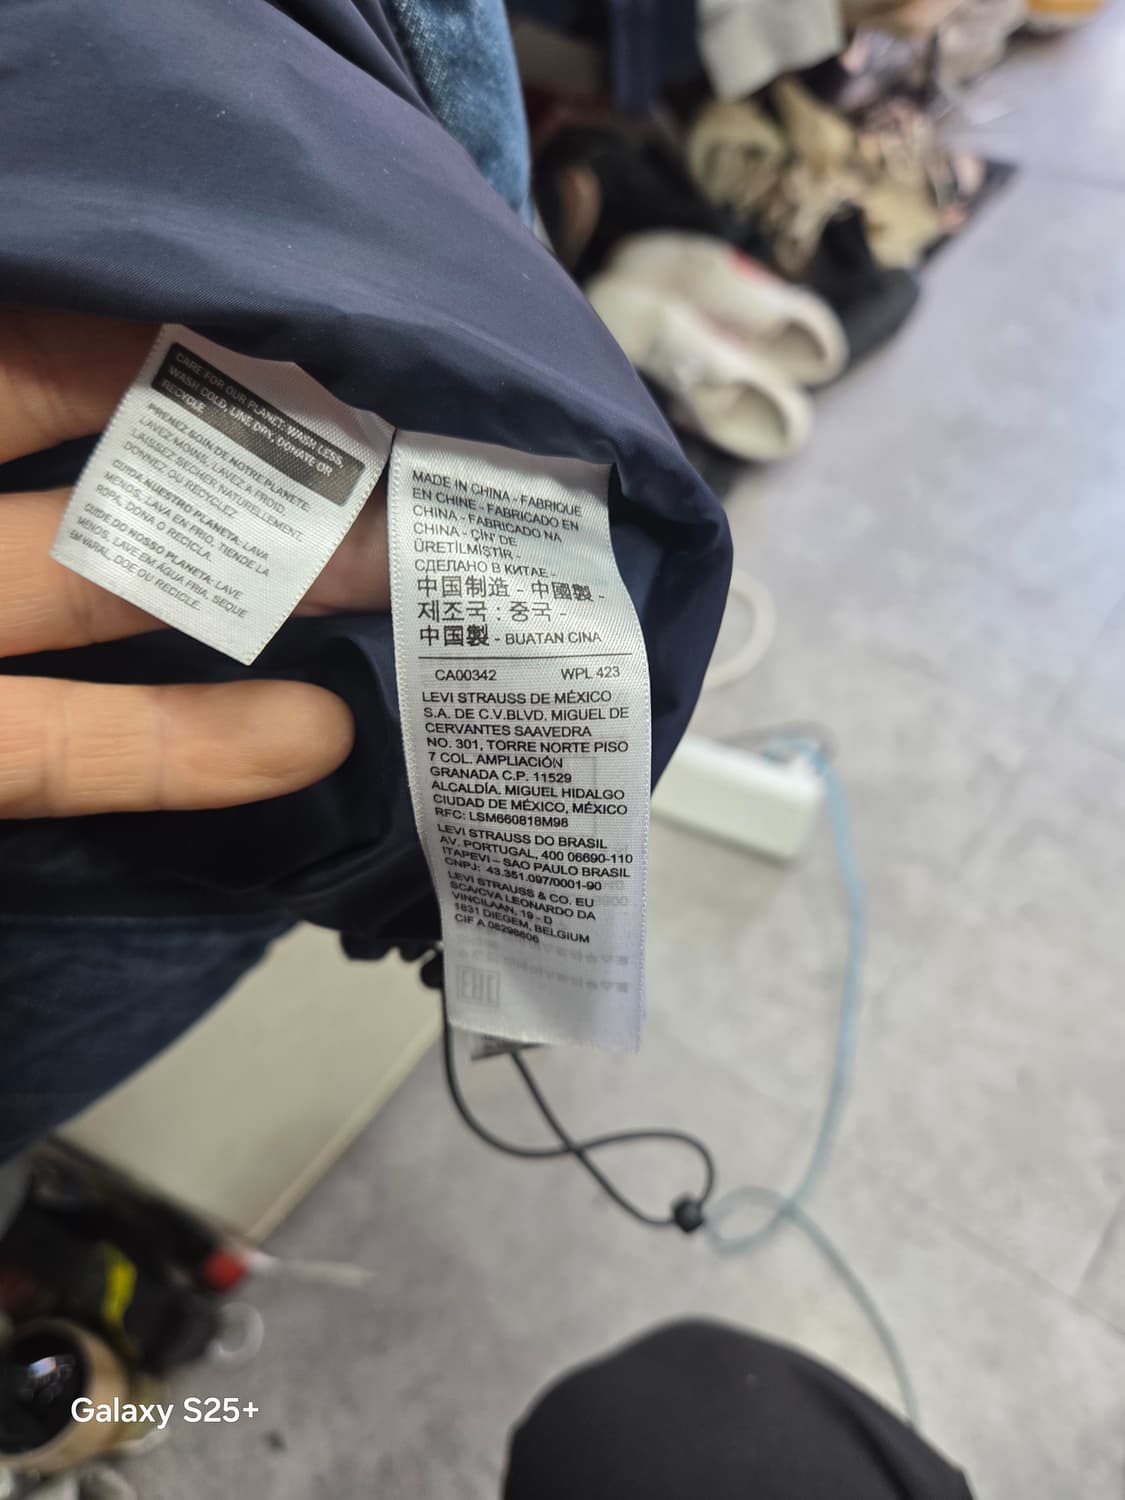 CARE FOR OUR PLANET: WASH LESS,
WASH COLD, LINE DRY, DONATE OR
RECYCLE
PRENEZ SOIN DE NOTRE PLANETE:
LAVEZ MOINS, LAVEZ A FROID,
LAISSEZ SECHER NATURELLEMENT,
DONNEZ OU RECYCLEZ
CUIDE NUESTRO PLANETA: LAVA
MENOS, LAVA EN FRIO, TIENDE LA
ROPA, DONA O RECICLA.
CUIDE DO NOSSO PLANETA: LAVE
MENOS, LAVE EM ÁGUA FRIA, SEQUE
EM VARAL, DOE OU RECICLE.
MADE IN CHINA - FABRIQUE
EN CHINE - FABRICADO EN
CHINA - FABRICADO NA
CHINA - ÇİN' DE
ÜRETİLMİŞTİR -
СДЕЛАНО В КИТАЕ -
中国制造 - 中國製 -
제조국 : 중국 -
中国製 - BUATAN CINA
CA00342 WPL 423
LEVI STRAUSS DE MÉXICO
S.A. DE C.V.BLVD. MIGUEL DE
CERVANTES SAAVEDRA
NO. 301, TORRE NORTE PISO
7 COL. AMPLIACIÓN
GRANADA C.P. 11529
ALCALDÍA. MIGUEL HIDALGO
CIUDAD DE MÉXICO, MÉXICO
RFC: LSM660818M98
LEVI STRAUSS DO BRASIL
AV. PORTUGAL, 400 06690-110
ITAPEVI – SAO PAULO BRASIL
CNPJ: 43.351.097/0001-90
LEVI STRAUSS & CO. EU
SCA/CVA LEONARDO DA
VINCILAAN, 19 - D
1831 DIEGEM, BELGIUM
CIF A 08298606
Galaxy S25+